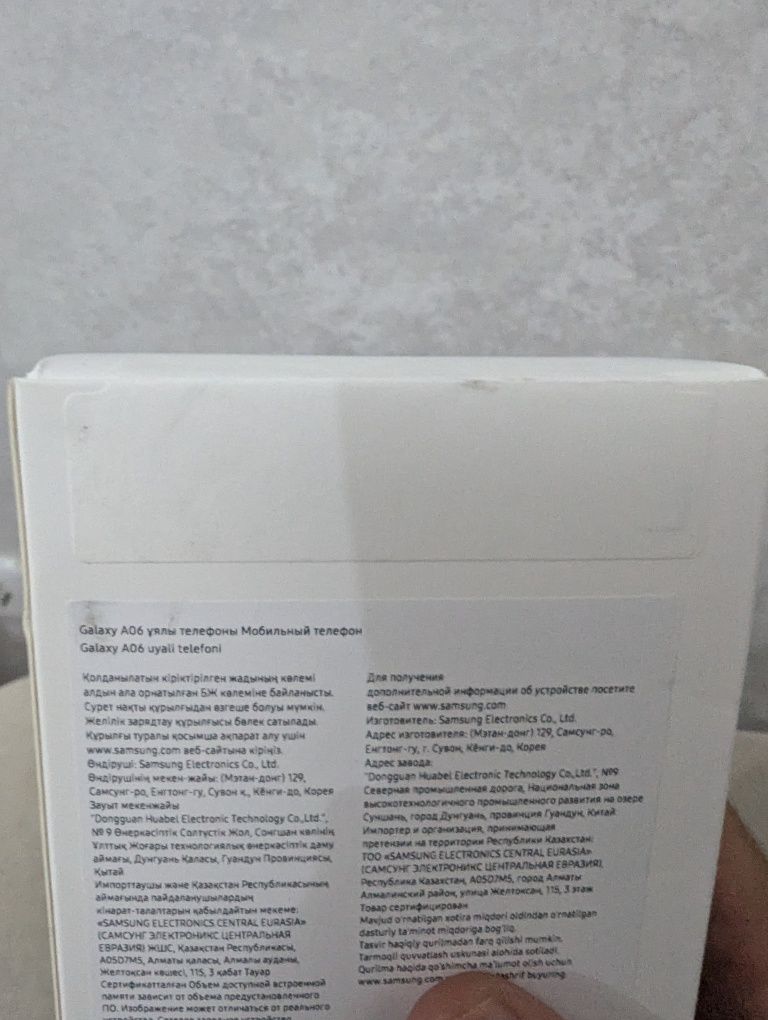 Galaxy A06 ұялы телефоны Мобильный телефон
Galaxy A06 uyali telefoni
Қолданылатын кіріктірілген жадының көлемі
алдын ала орнатылған БЖ көлеміне байланысты.
Сурет нақты құрылғыдан өзгеше болуы мүмкін.
Желілік зарядтау құрылғысы бөлек сатылады.
Құрылғы туралы қосымша ақпарат алу үшін
www.samsung.com веб-сайтына кіріңіз.
Өндіруші: Samsung Electronics Co., Ltd.
Өндірушінің мекен-жайы: (Мэтан-донг) 129,
Самсунг-ро, Енгтонг-гу, Сувон қ., Кёнги-до, Корея
Зауыт мекенжайы
"Dongguan Huabel Electronic Technology Co.,Ltd.",
№ 9 Өнеркәсіптік Солтүстік Жол, Сонгшан көлінің
Ұлттық Жоғары технологиялық өнеркәсіптік даму
аймағы, Дунгуань Қаласы, Гуандун Провинциясы,
Қытай
Импорттаушы және Қазақстан Республикасының
аймағында пайдаланушылардың
кінарат-талаптарын қабылдайтын мекеме:
«SAMSUNG ELECTRONICS CENTRAL EURASIA»
(САМСУНГ ЭЛЕКТРОНИКС ЦЕНТРАЛЬНАЯ
ЕВРАЗИЯ) ЖШС, Қазақстан Республикасы,
A05D7M5, Алматы қаласы, Алмалы ауданы,
Желтоқсан көшесі, 115, 3 қабат Тауар
Сертификатталған Объем доступной встроенной
памяти зависит от объема предустановленного
ПО. Изображение может отличаться от реального
устройства. Сетевое зарядное устройство
Для получения
дополнительной информации об устройстве посетите
веб-сайт www.samsung.com
Изготовитель: Samsung Electronics Co., Ltd.
Адрес изготовителя: (Мэтан-донг) 129, Самсунг-ро,
Енгтонг-гу, г. Сувон, Кёнги-до, Корея
Адрес завода:
"Dongguan Huabel Electronic Technology Co.,Ltd.", №9
Северная промышленная дорога, Национальная зона
высокотехнологичного промышленного развития на озере
Суншань, город Дунгуань, провинция Гуандун, Китай
Импортер и организация, принимающая
претензии на территории Республики Казахстан:
ТОО «SAMSUNG ELECTRONICS CENTRAL EURASIA»
(САМСУНГ ЭЛЕКТРОНИКС ЦЕНТРАЛЬНАЯ ЕВРАЗИЯ),
Республика Казахстан, A05D7M5, город Алматы
Алмалинский район, улица Желтоксан, 115, 3 этаж
Товар сертифицирован
Mavjud o'rnatilgan xotira miqdori oldindan o'rnatilgan
dasturiy ta'minot miqdoriga bog'liq.
Tasvir haqiqiy qurilmadan farq qilishi mumkin.
Tarmoqli quvvatlash uskunasi alohida sotiladi.
Qurilma haqida qo'shimcha ma'lumot olish uchun
www.samsung.com tashrif buyuring.